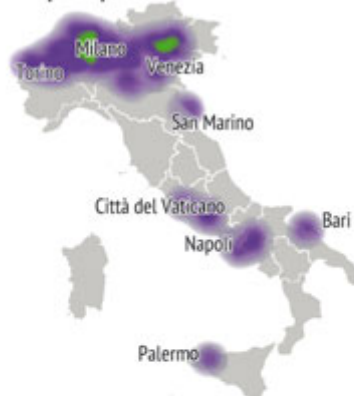 Milano
Torino
Venezia
San Marino
Città del Vaticano
Bari
Napoli
Palermo